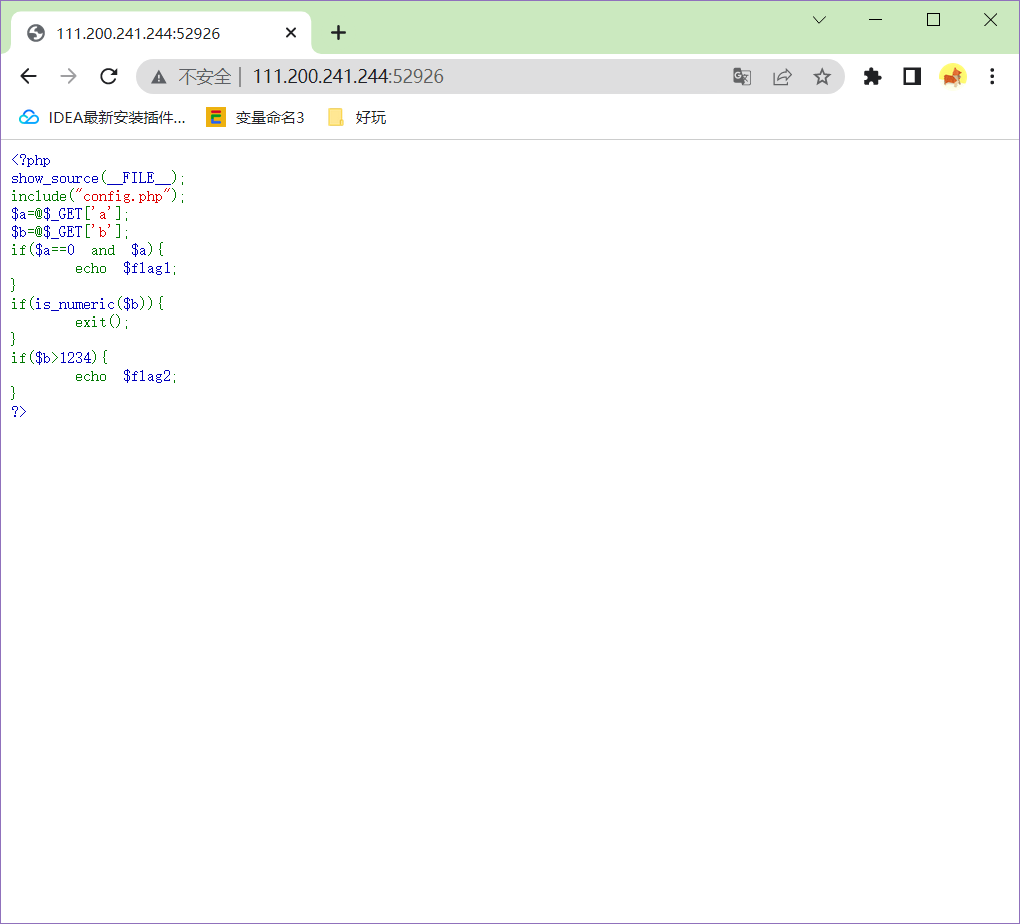 111.200.241.244:52926
不安全 | 111.200.241.244:52926
IDEA最新安装插件... 变量命名3 好玩
<?php
show_source(__FILE__);
include("config.php");
$a=@$_GET['a'];
$b=@$_GET['b'];
if($a==0 and $a){
echo $flag1;
}
if(is_numeric($b)){
exit();
}
if($b>1234){
echo $flag2;
}
?>